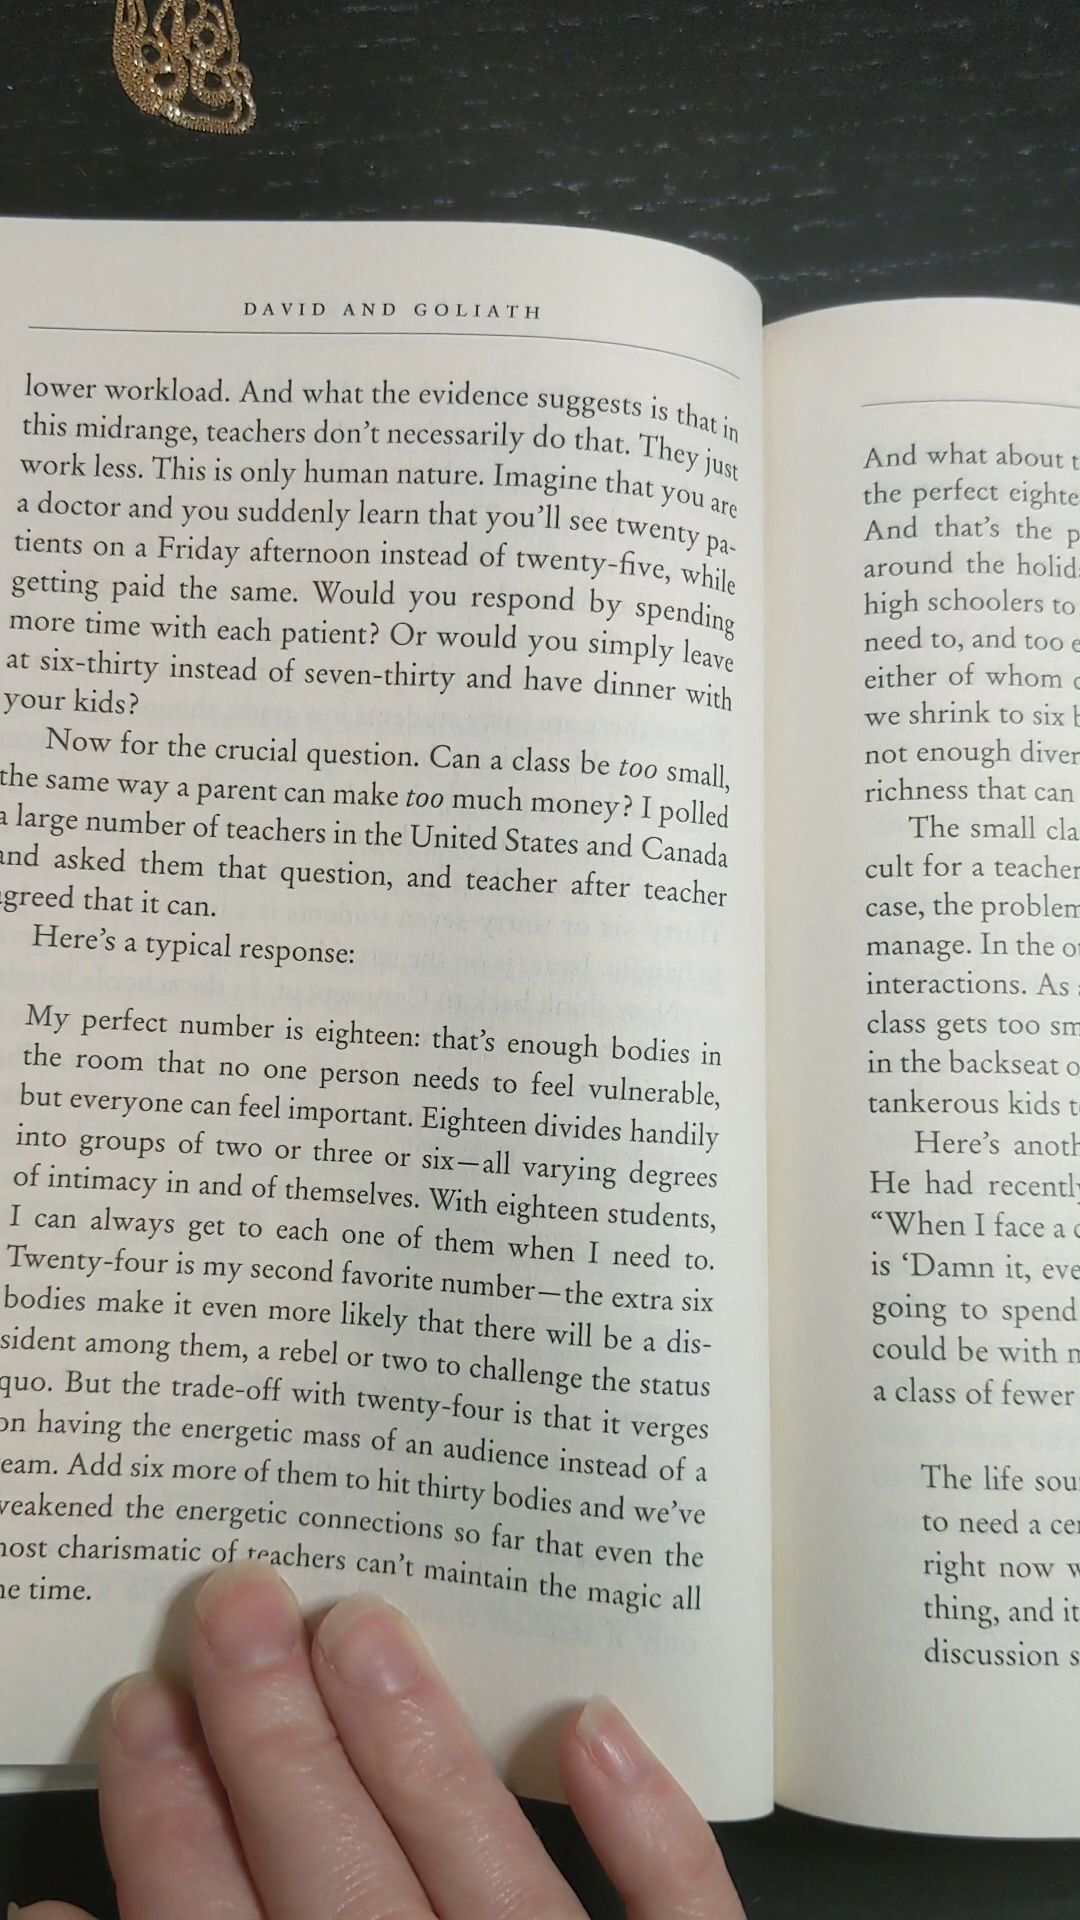 DAVID AND GOLIATH
lower workload. And what the evidence suggests is that in
this midrange, teachers don't necessarily do that. They just
work less. This is only human nature. Imagine that you are
a doctor and you suddenly learn that you'll see twenty pa-
tients on a Friday afternoon instead of twenty-five, while
getting paid the same. Would you respond by spending
more time with each patient? Or would you simply leave
at six-thirty instead of seven-thirty and have dinner with
your kids?
Now for the crucial question. Can a class be too small,
the same way a parent can make too much money? I polled
a large number of teachers in the United States and Canada
and asked them that question, and teacher after teacher
agreed that it can.
Here's a typical response:
My perfect number is eighteen: that's enough bodies in
the room that no one person needs to feel vulnerable,
but everyone can feel important. Eighteen divides handily
into groups of two or three or six—all varying degrees
of intimacy in and of themselves. With eighteen students,
I can always get to each one of them when I need to.
Twenty-four is my second favorite number—the extra six
bodies make it even more likely that there will be a dis-
sident among them, a rebel or two to challenge the status
quo. But the trade-off with twenty-four is that it verges
on having the energetic mass of an audience instead of a
eam. Add six more of them to hit thirty bodies and we've
weakened the energetic connections so far that even the
most charismatic of teachers can't maintain the magic all
he time.
And what about
the perfect
And that's the
around the
high schoolers to
need to, and too
either of whom
we shrink to six
not enough
richness that can
The small
cult for a teacher
case, the problem
manage. In the
interactions. As
class gets too
in the backseat
tankerous kids
Here's
He had recently
"When I face a
is 'Damn it,
going to spend
could be with
a class of fewer
The life
to need a
right now
thing, and it
discussion